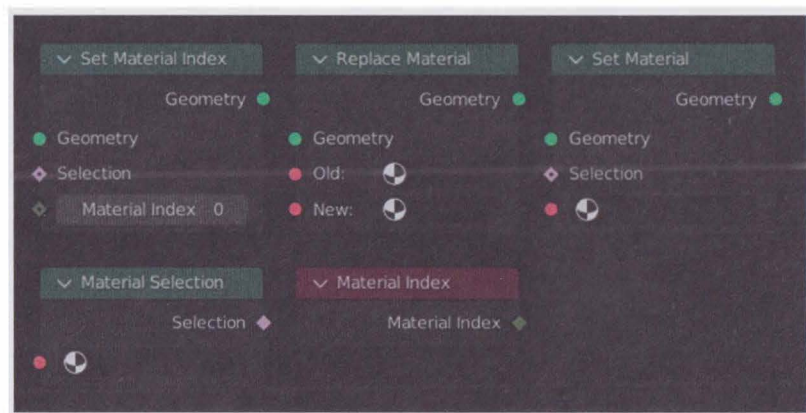 Set Material Index
Geometry
Geometry
Selection
Material Index 0
Replace Material
Geometry
Geometry
Old:
New:
Set Material
Geometry
Geometry
Selection
Material Selection
Selection
Material Index
Material Index